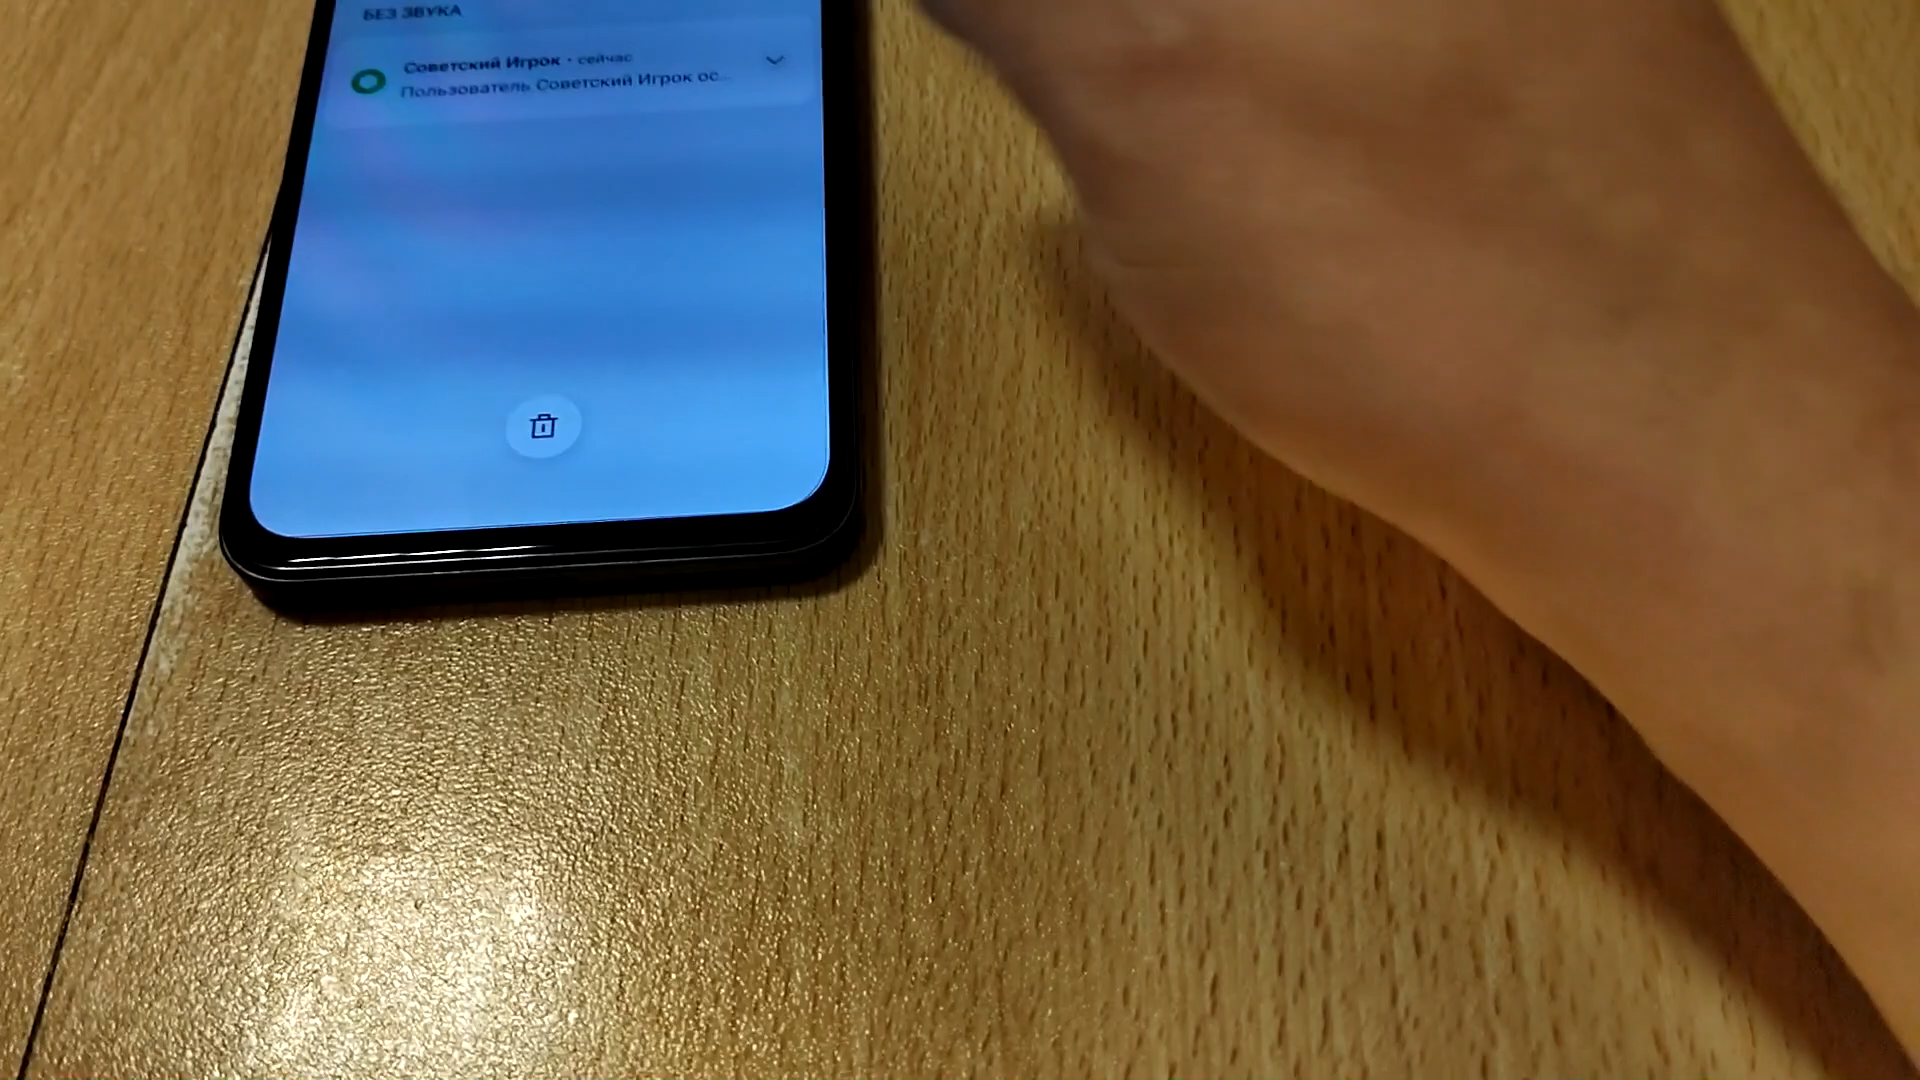 БЕЗ ЗВУКА
Советский Игрок • сейчас
Пользователь Советский Игрок ос...